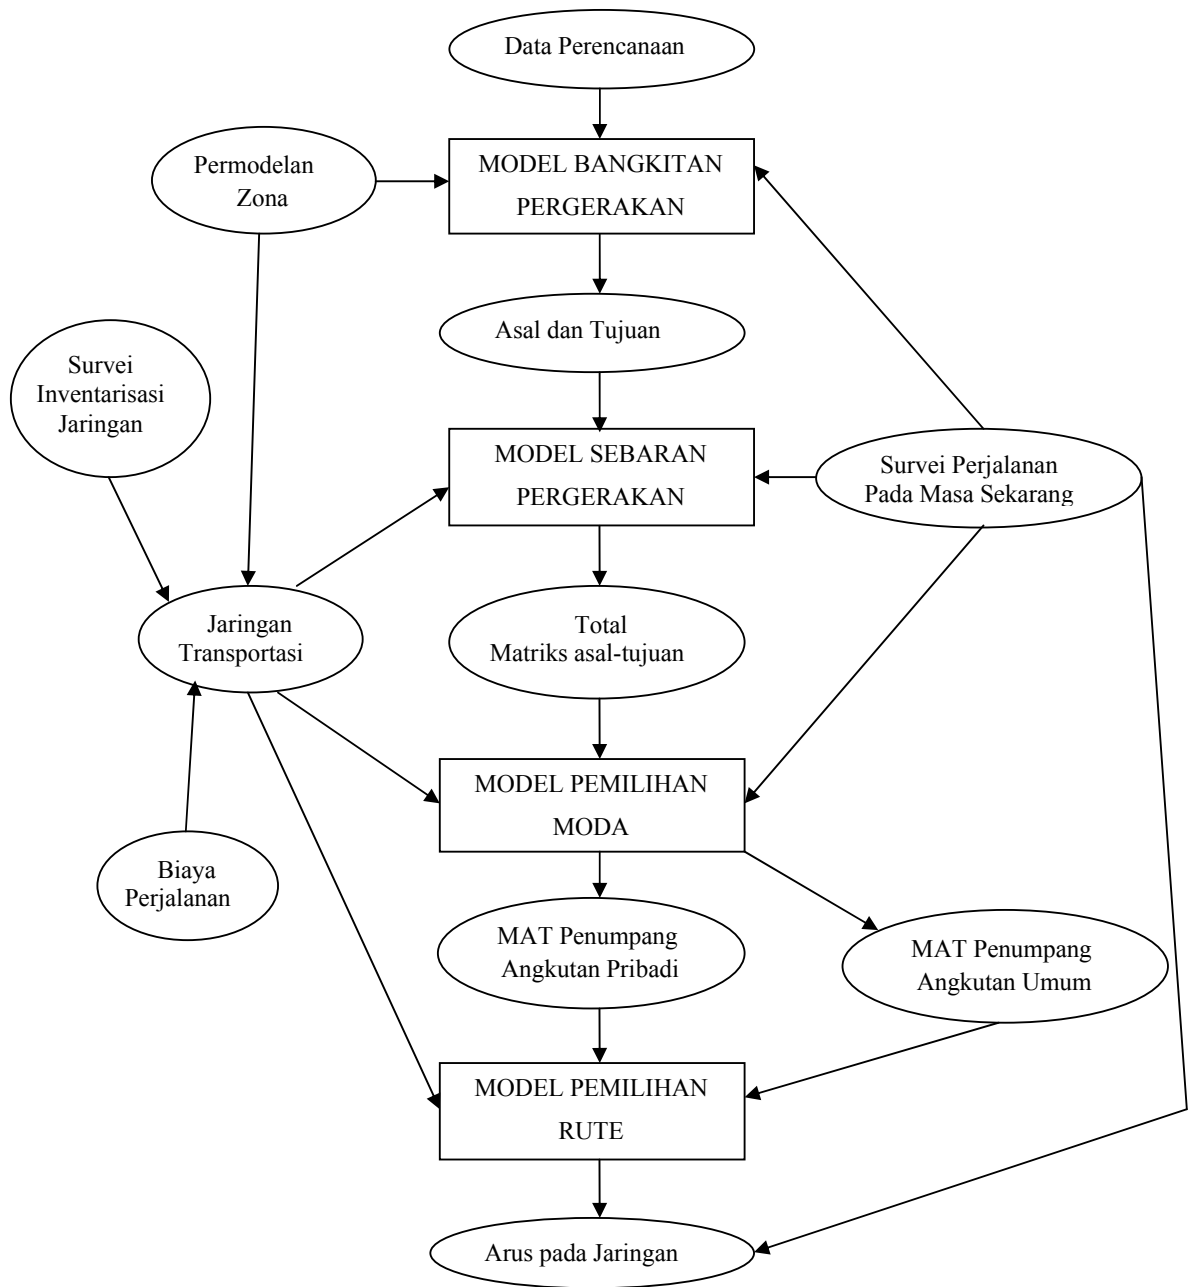 Data Perencanaan
Permodelan
Zona
MODEL BANGKITAN
PERGERAKAN
Asal dan Tujuan
Survei
Inventarisasi
Jaringan
MODEL SEBARAN
PERGERAKAN
Survei Perjalanan
Pada Masa Sekarang
Jaringan
Transportasi
Total
Matriks asal-tujuan
MODEL PEMILIHAN
MODA
Biaya
Perjalanan
MAT Penumpang
Angkutan Pribadi
MAT Penumpang
Angkutan Umum
MODEL PEMILIHAN
RUTE
Arus pada Jaringan